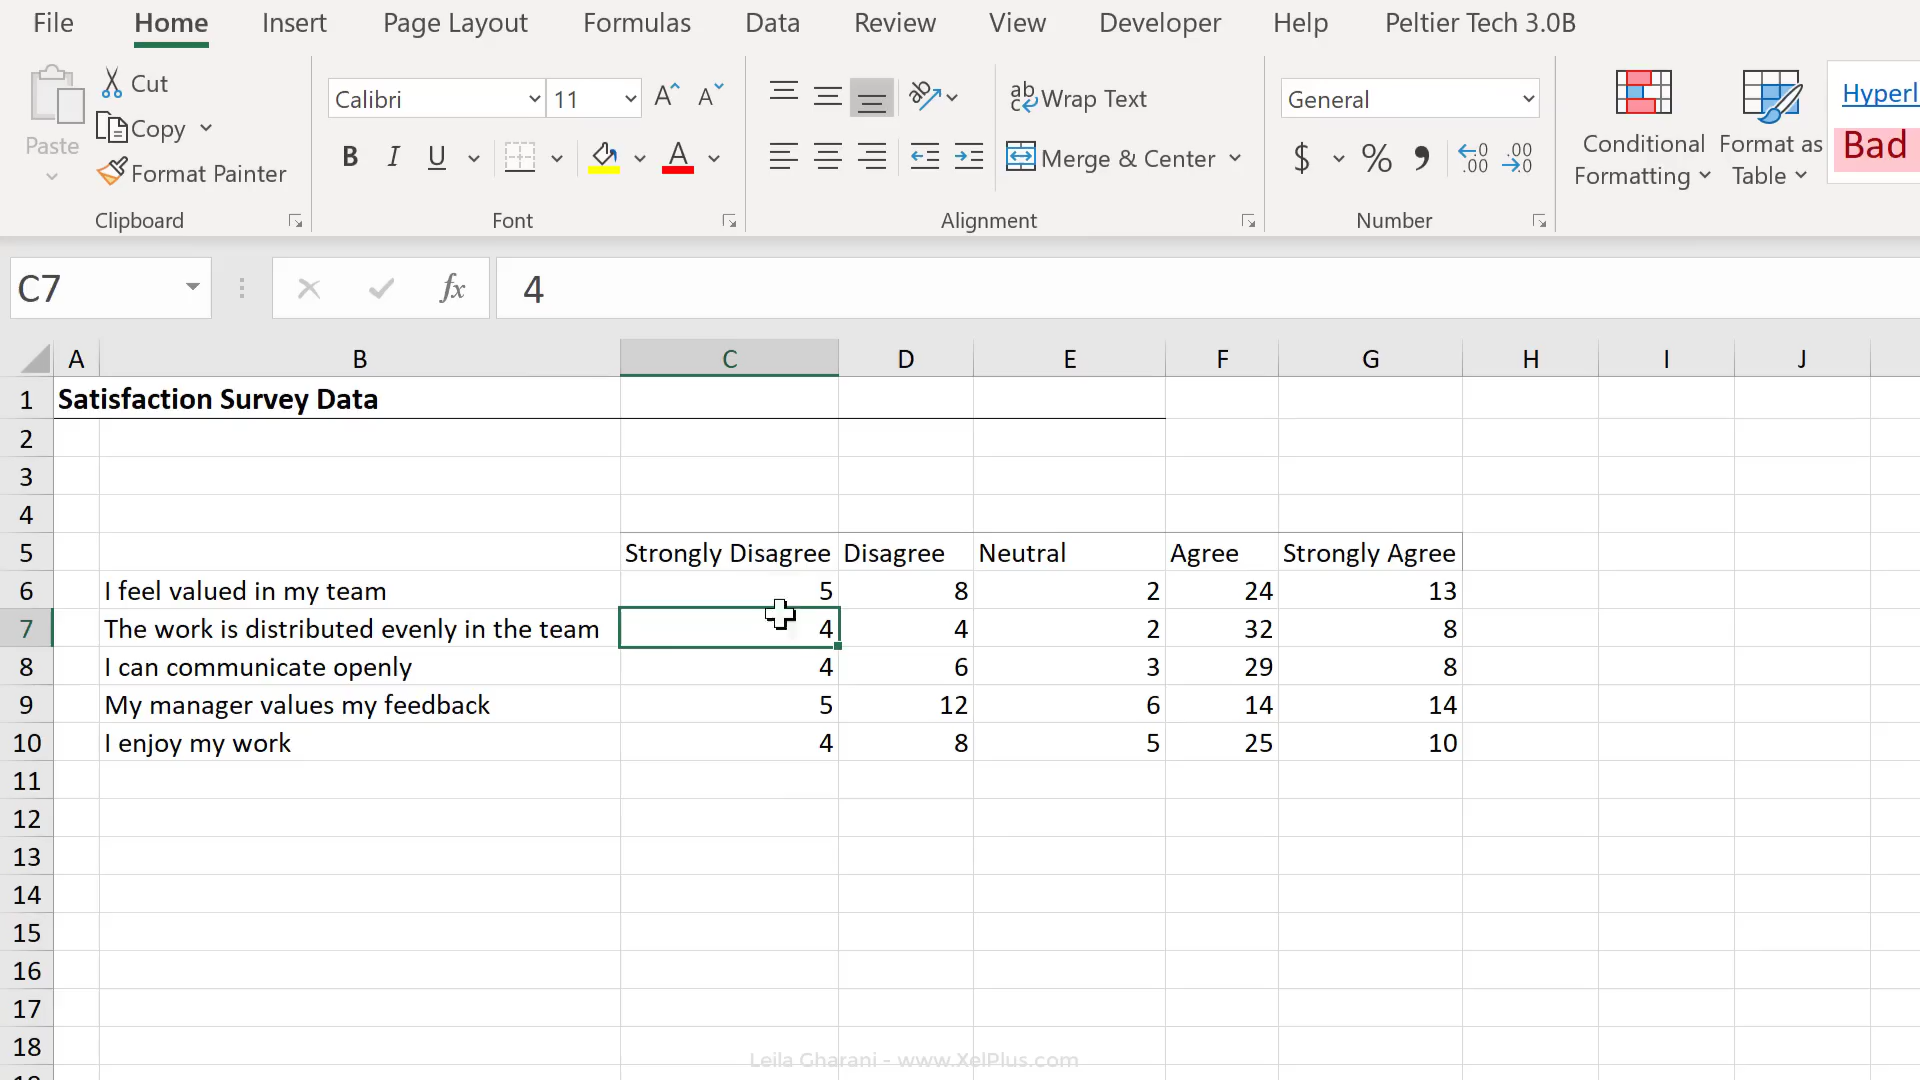 File Home Insert Page Layout Formulas Data Review View Developer Help Peltier Tech 3.0B
Paste Cut Copy Format Painter
Clipboard
Calibri 11 A^ A˅
B I U A
Font
ab Wrap Text
Merge & Center
Alignment
General
$ % , .00 .00
Number
Conditional Formatting
Format as Table
Hyperl
Bad
C7 fx 4
A B C D E F G H I J
1 Satisfaction Survey Data
2
3
4
5 Strongly Disagree Disagree Neutral Agree Strongly Agree
6 I feel valued in my team 5 8 2 24 13
7 The work is distributed evenly in the team 4 4 2 32 8
8 I can communicate openly 4 6 3 29 8
9 My manager values my feedback 5 12 6 14 14
10 I enjoy my work 4 8 5 25 10
11
12
13
14
15
16
17
18
Leila Gharani - www.XelPlus.com